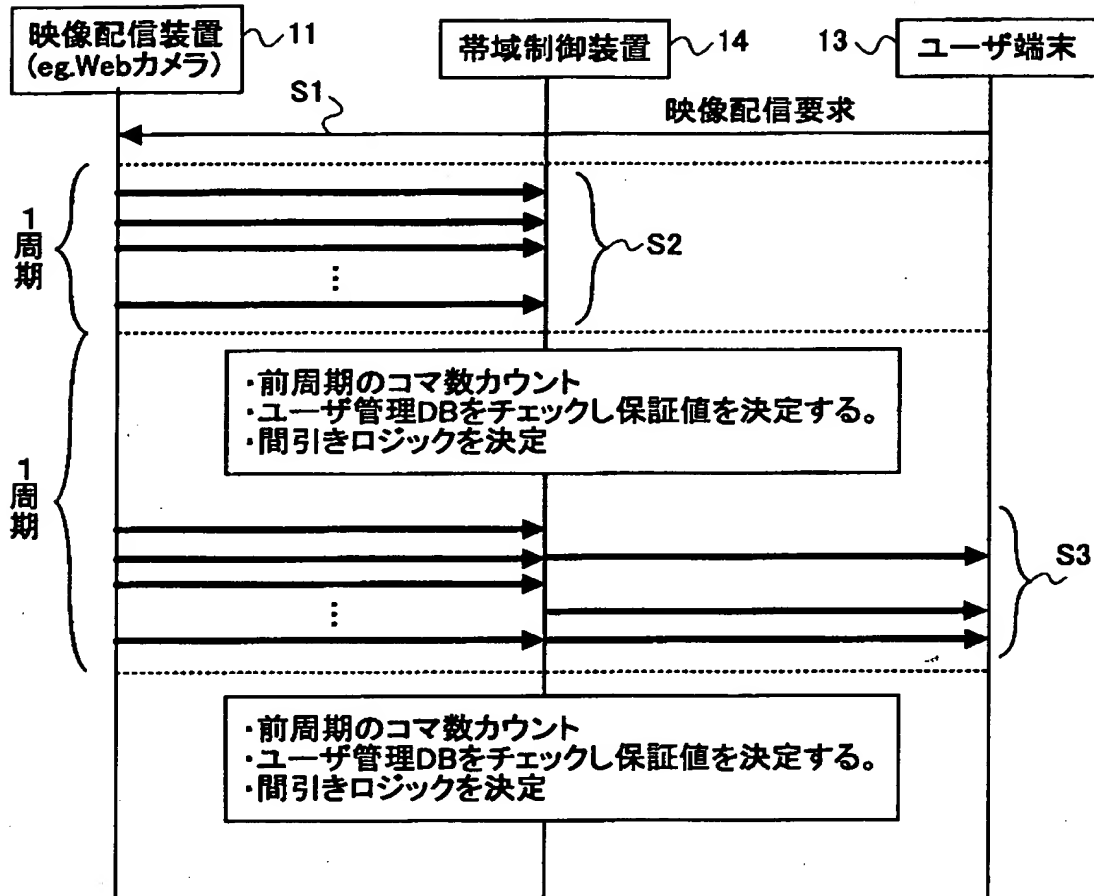 映像配信装置
(eg.Webカメラ)
11
帯域制御装置
14
13
ユーザ端末
S1
映像配信要求
1周期
S2
・前周期のコマ数カウント
・ユーザ管理DBをチェックし保証値を決定する。
・間引きロジックを決定
1周期
S3
・前周期のコマ数カウント
・ユーザ管理DBをチェックし保証値を決定する。
・間引きロジックを決定